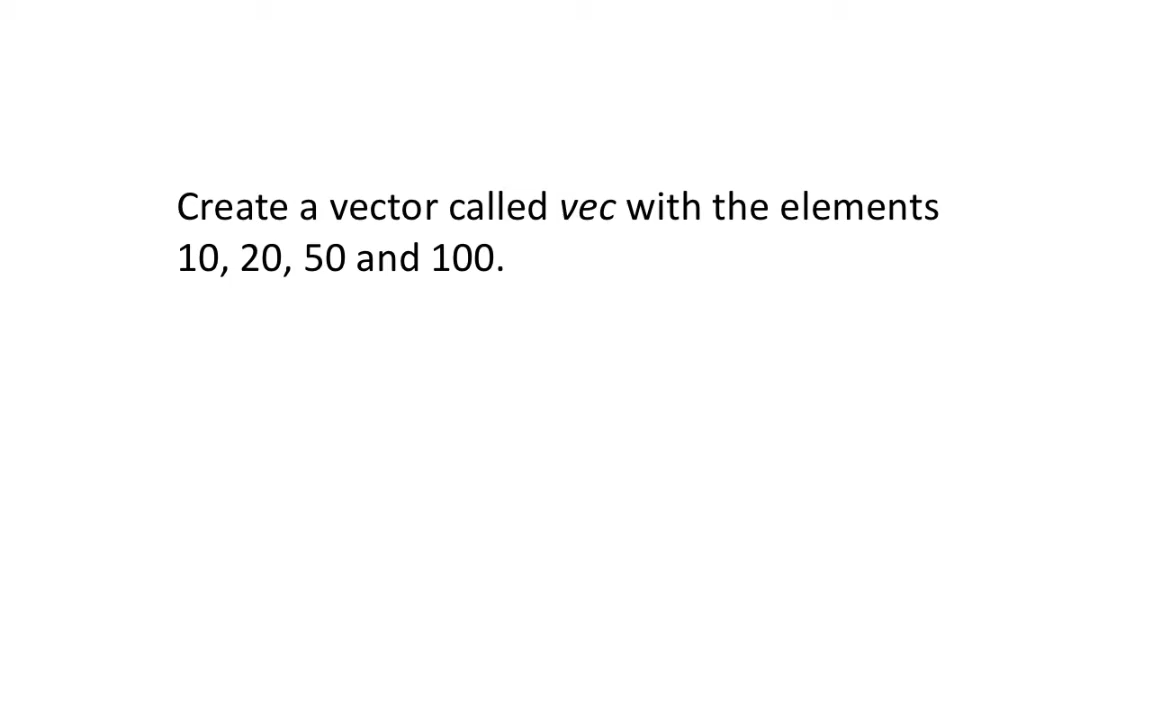 Create a vector called vec with the elements
10, 20, 50 and 100.